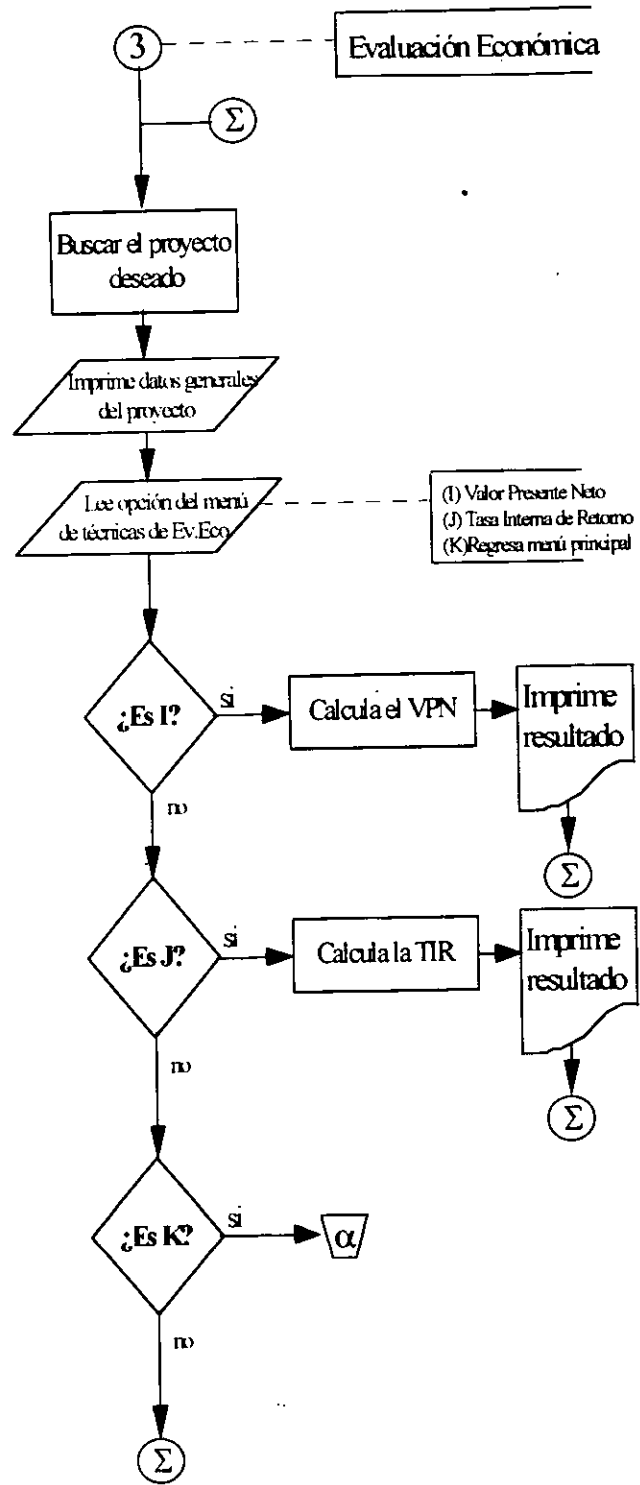 3
Evaluación Económica
Σ
Buscar el proyecto
deseado
Imprime datos generales
del proyecto
Lee opción del menú
de técnicas de Ev.Eco.
(I) Valor Presente Neto
(J) Tasa Interna de Retorno
(K)Regresa menú principal
¿Es I?
si
Calcula el VPN
Imprime
resultado
no
Σ
¿Es J?
si
Calcula la TIR
Imprime
resultado
no
Σ
¿Es K?
si
α
no
Σ